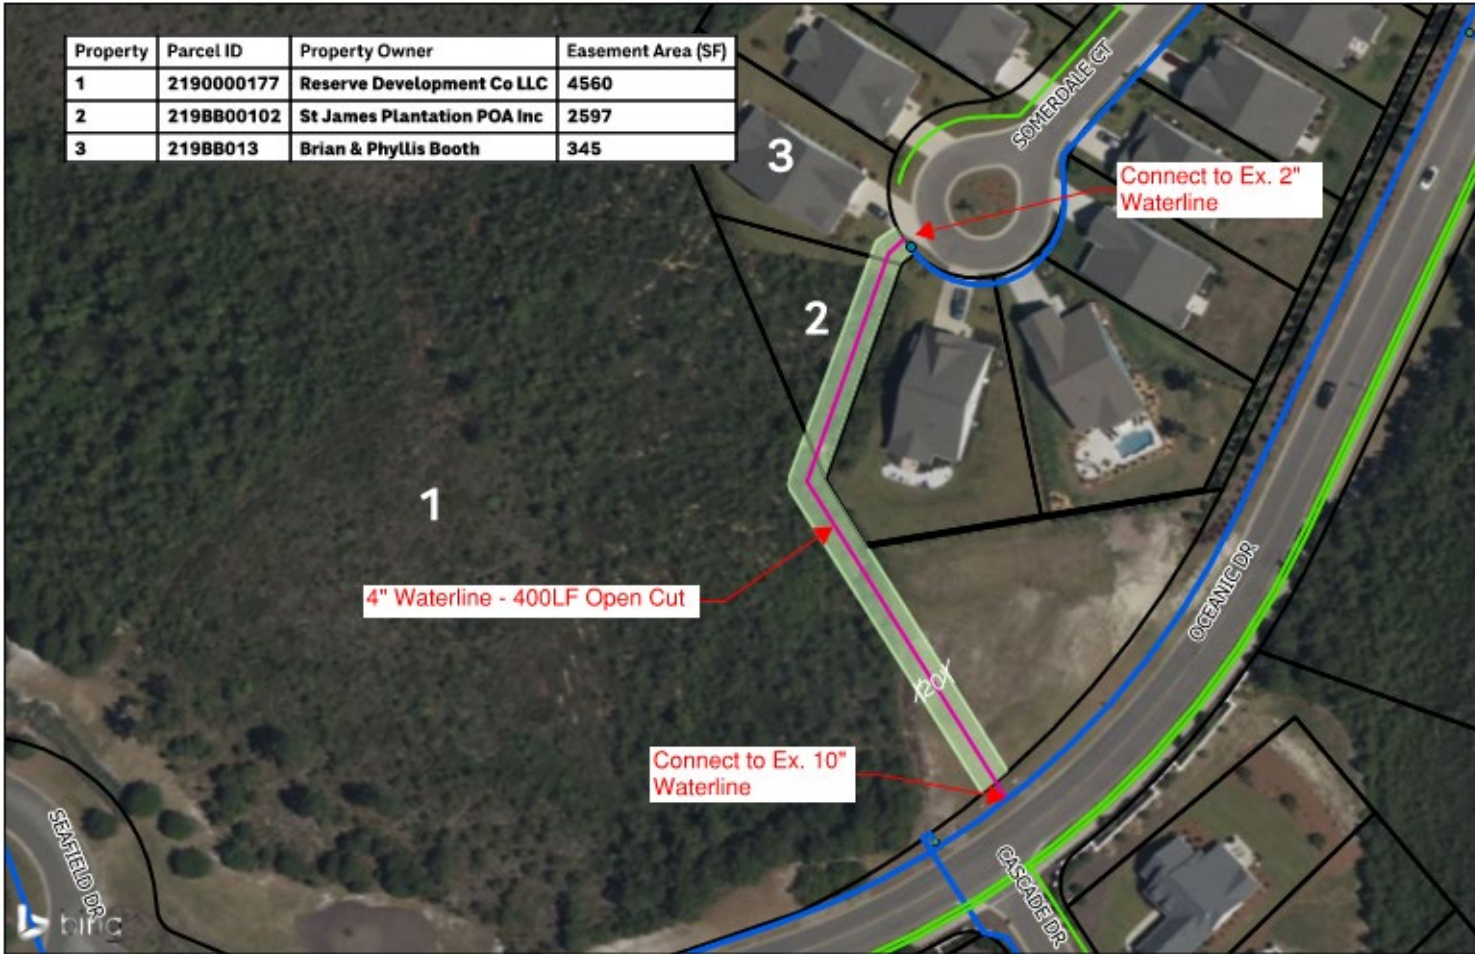 Property Parcel ID Property Owner Easement Area (SF)
1 2190000177 Reserve Development Co LLC 4560
2 219BB00102 St James Plantation POA Inc 2597
3 219BB013 Brian & Phyllis Booth 345
SOMERDALE CT
3
Connect to Ex. 2"
Waterline
2
1
4" Waterline - 400LF Open Cut
OCEANIC DR
20'
Connect to Ex. 10"
Waterline
SEAFIELD DR
CASCADE DR
bing